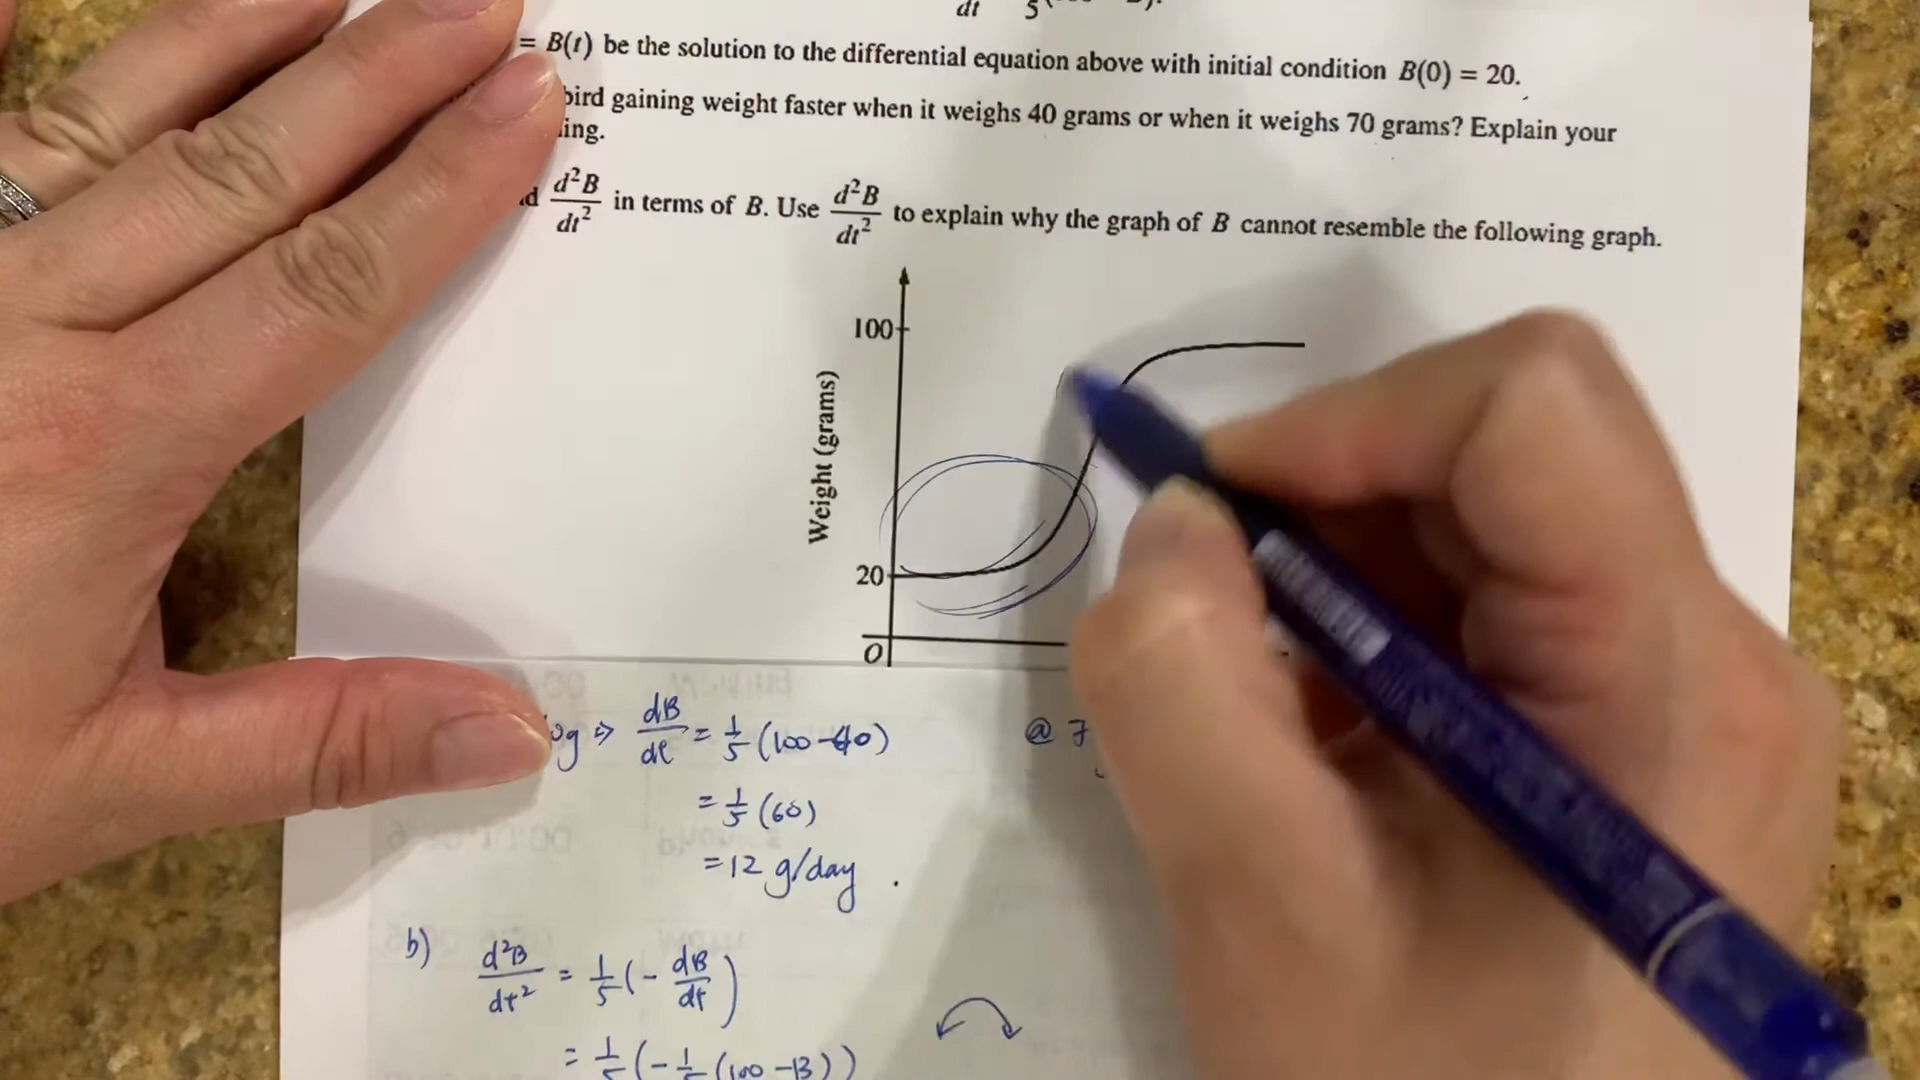 dt 5
= B(t) be the solution to the differential equation above with initial condition B(0) = 20.
bird gaining weight faster when it weighs 40 grams or when it weighs 70 grams? Explain your
ing.
d d²B/dt² in terms of B. Use d²B/dt² to explain why the graph of B cannot resemble the following graph.
100
Weight (grams)
20
O
0g ⇒ dB/dt = 1/5 (100-40)
@ 7
= 1/5 (60)
= 12 g/day .
b) d²B/dt² = 1/5 (- dB/dt)
= 1/5 (- 1/5 (100-B))